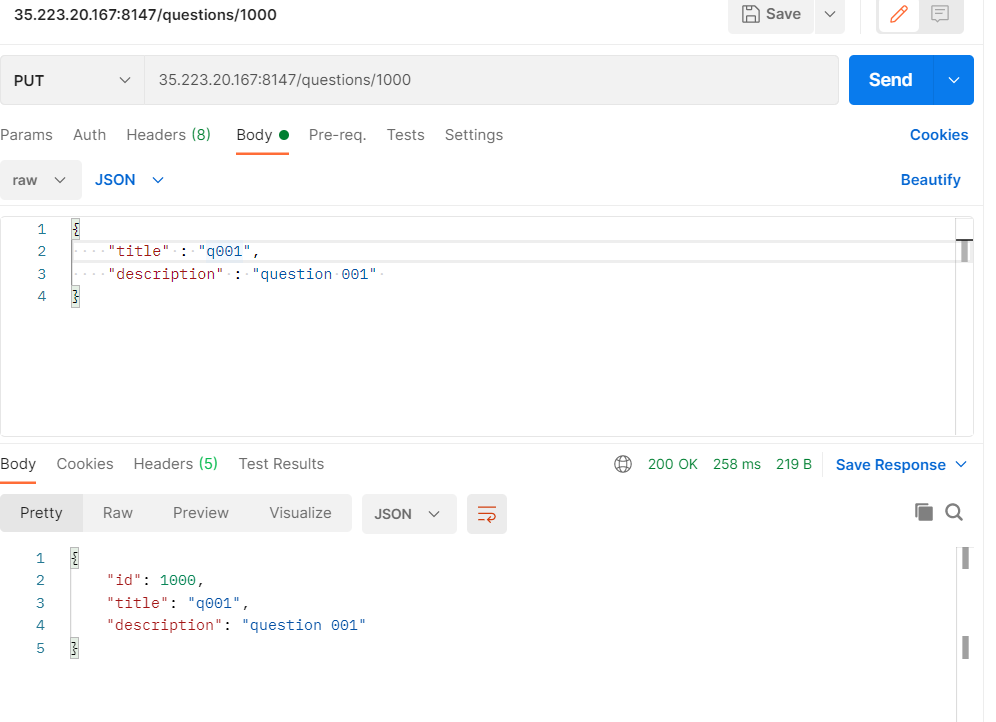 35.223.20.167:8147/questions/1000 Save
PUT 35.223.20.167:8147/questions/1000 Send
Params Auth Headers (8) Body Pre-req. Tests Settings Cookies
raw JSON Beautify
1 {
2 "title" : "q001",
3 "description" : "question 001"
4 }
Body Cookies Headers (5) Test Results 200 OK 258 ms 219 B Save Response
Pretty Raw Preview Visualize JSON
1 {
2 "id": 1000,
3 "title": "q001",
4 "description": "question 001"
5 }